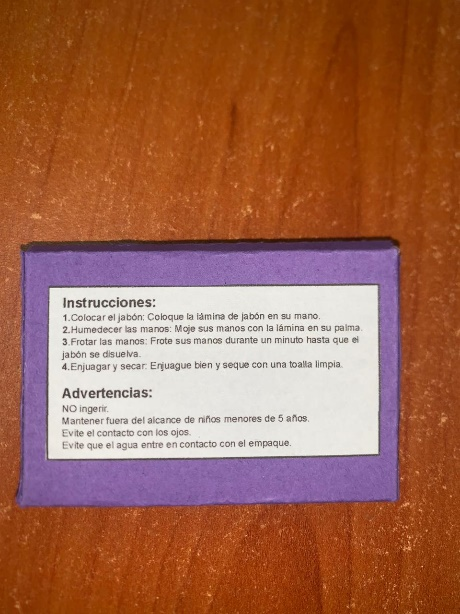 Instrucciones:
1.Colocar el jabón: Coloque la lámina de jabón en su mano.
2.Humedecer las manos: Moje sus manos con la lámina en su palma.
3.Frotar las manos: Frote sus manos durante un minuto hasta que el
jabón se disuelva.
4.Enjuagar y secar: Enjuague bien y seque con una toalla limpia.
Advertencias:
NO ingerir.
Mantener fuera del alcance de niños menores de 5 años.
Evite el contacto con los ojos.
Evite que el agua entre en contacto con el empaque.